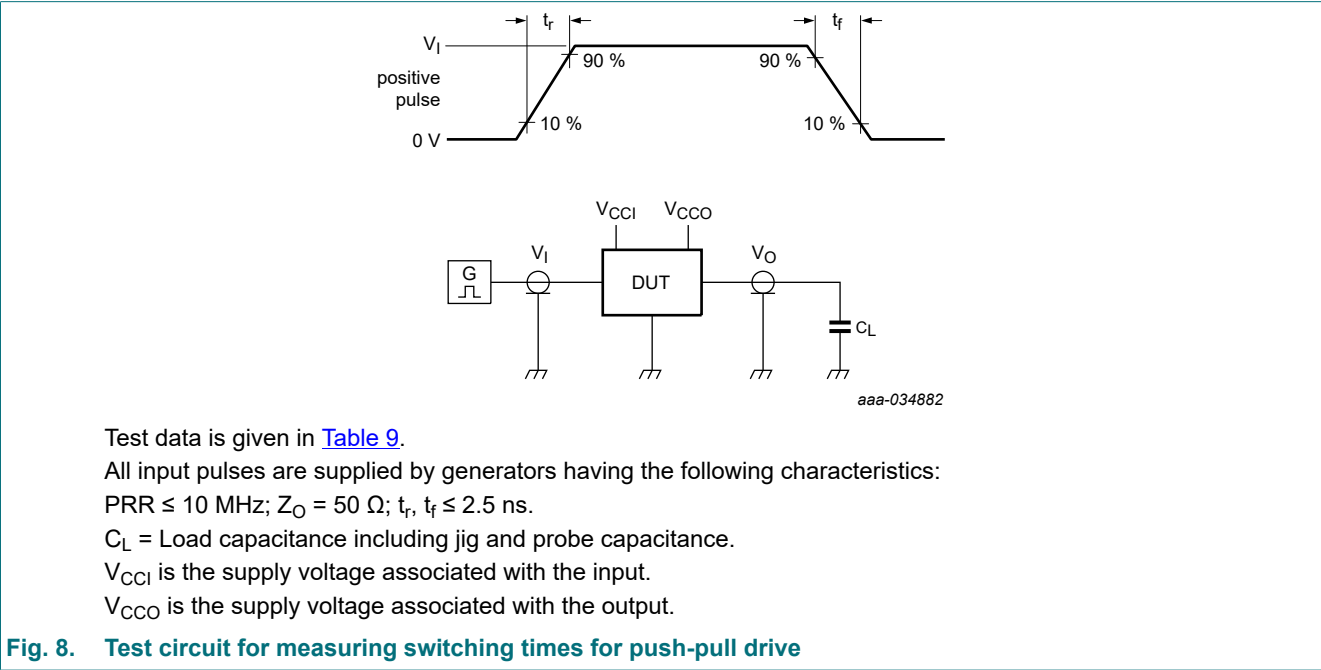 tr
tf
VI
90 %
90 %
positive
pulse
10 %
10 %
0 V
VCCI
VCCO
VI
VO
G
DUT
CL
aaa-034882
Test data is given in Table 9.
All input pulses are supplied by generators having the following characteristics:
PRR ≤ 10 MHz; ZO = 50 Ω; tr, tf ≤ 2.5 ns.
CL = Load capacitance including jig and probe capacitance.
VCCI is the supply voltage associated with the input.
VCCO is the supply voltage associated with the output.
Fig. 8. Test circuit for measuring switching times for push-pull drive